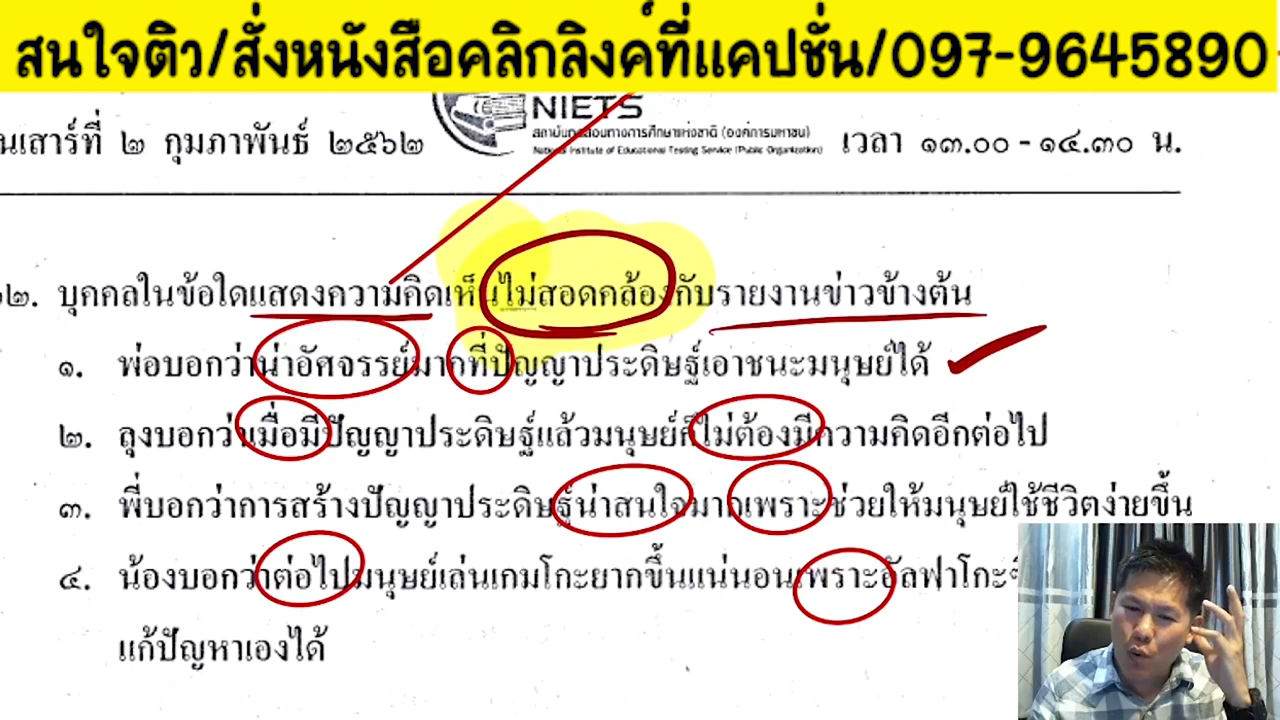 สนใจติว/สั่งหนังสือคลิกลิงค์ที่แคปชั่น/097-9645890
NIETS
สถาบันทดสอบทางการศึกษาแห่งชาติ (องค์การมหาชน)
National Institute of Educational Testing Service (Public Organization)
นเสาร์ที่ ๒ กุมภาพันธ์ ๒๕๖๒ เวลา ๑๓.๐๐ - ๑๔.๓๐ น.
๒. บุคคลในข้อใดแสดงความคิดเห็นไม่สอดคล้องกับรายงานข่าวข้างต้น
๑. พ่อบอกว่าน่าอัศจรรย์มากที่ปัญญาประดิษฐ์เอาชนะมนุษย์ได้
๒. ลุงบอกว่าเมื่อมีปัญญาประดิษฐ์แล้วมนุษย์ก็ไม่ต้องมีความคิดอีกต่อไป
๓. พี่บอกว่าการสร้างปัญญาประดิษฐ์น่าสนใจมากเพราะช่วยให้มนุษย์ใช้ชีวิตง่ายขึ้น
๔. น้องบอกว่าต่อไปมนุษย์เล่นเกมโกะยากขึ้นแน่นอนเพราะอัลฟาโกะ
แก้ปัญหาเองได้